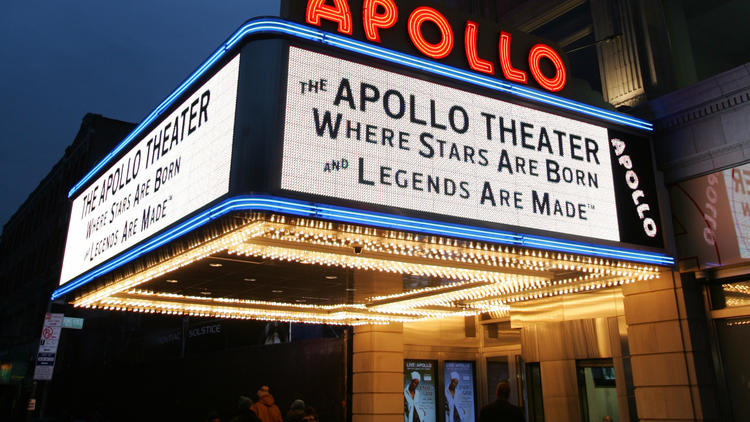 APOLLO
THE APOLLO THEATER
WHERE STARS ARE BORN
AND LEGENDS ARE MADE™
THE APOLLO THEATER
WHERE STARS ARE BORN
AND LEGENDS ARE MADE™
APOLLO
SOLSTICE